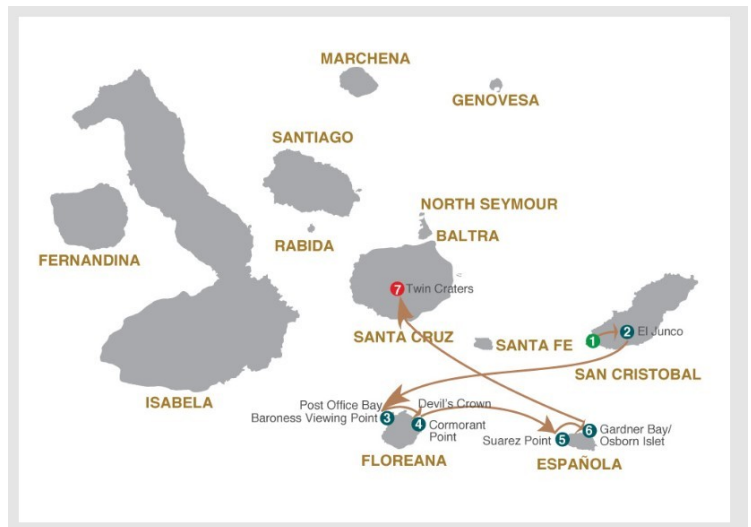 MARCHENA
GENOVESA
SANTIAGO
NORTH SEYMOUR
BALTRA
RABIDA
FERNANDINA
7 Twin Craters
SANTA CRUZ
1
2 El Junco
SANTA FE
SAN CRISTOBAL
ISABELA
Post Office Bay
Baroness Viewing Point 3
Devil's Crown
4 Cormorant
Point
FLOREANA
Suarez Point 5
6 Gardner Bay/
Osborn Islet
ESPAÑOLA